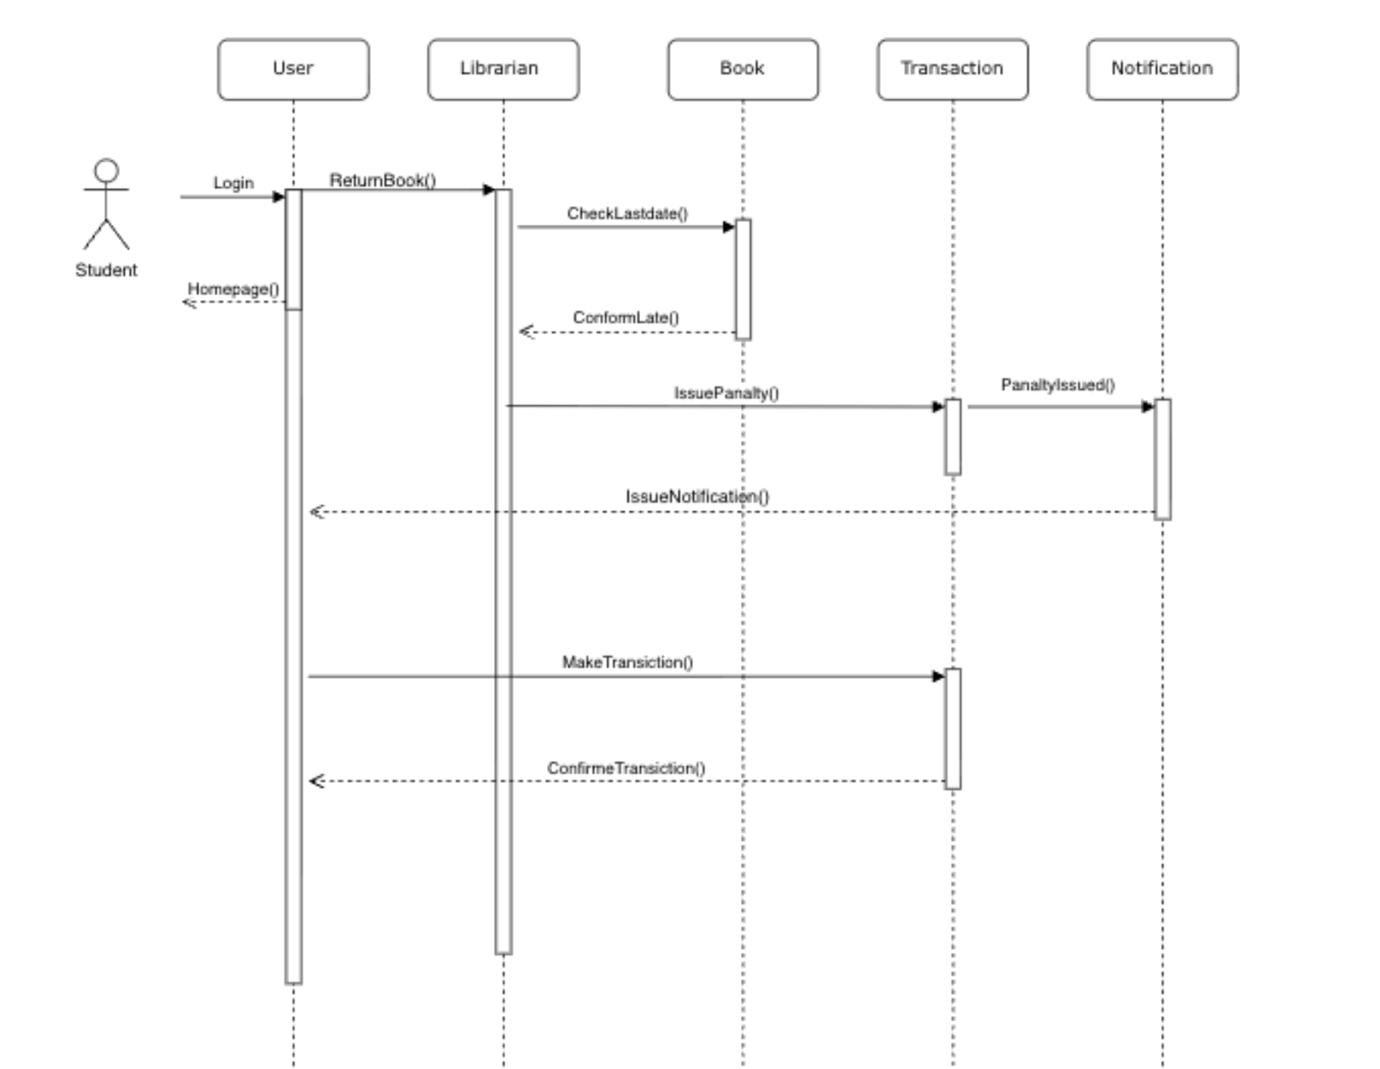 User
Librarian
Book
Transaction
Notification
Login
ReturnBook()
CheckLastdate()
Student
Homepage()
ConformLate()
IssuePanalty()
PanaltyIssued()
IssueNotification()
MakeTransiction()
ConfirmeTransiction()